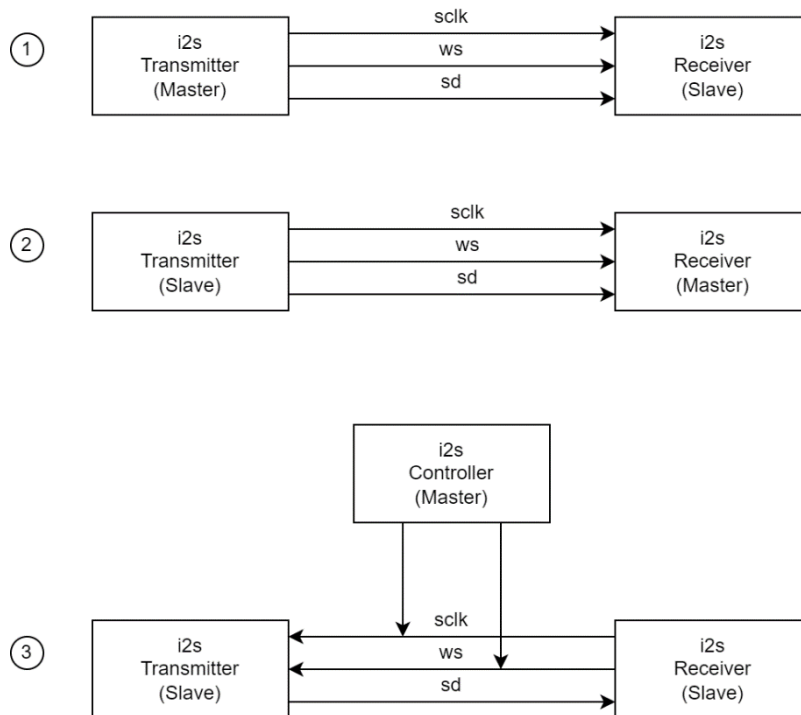 1
i2s
Transmitter
(Master)
sclk
ws
sd
i2s
Receiver
(Slave)
2
i2s
Transmitter
(Slave)
sclk
ws
sd
i2s
Receiver
(Master)
i2s
Controller
(Master)
3
i2s
Transmitter
(Slave)
sclk
ws
sd
i2s
Receiver
(Slave)